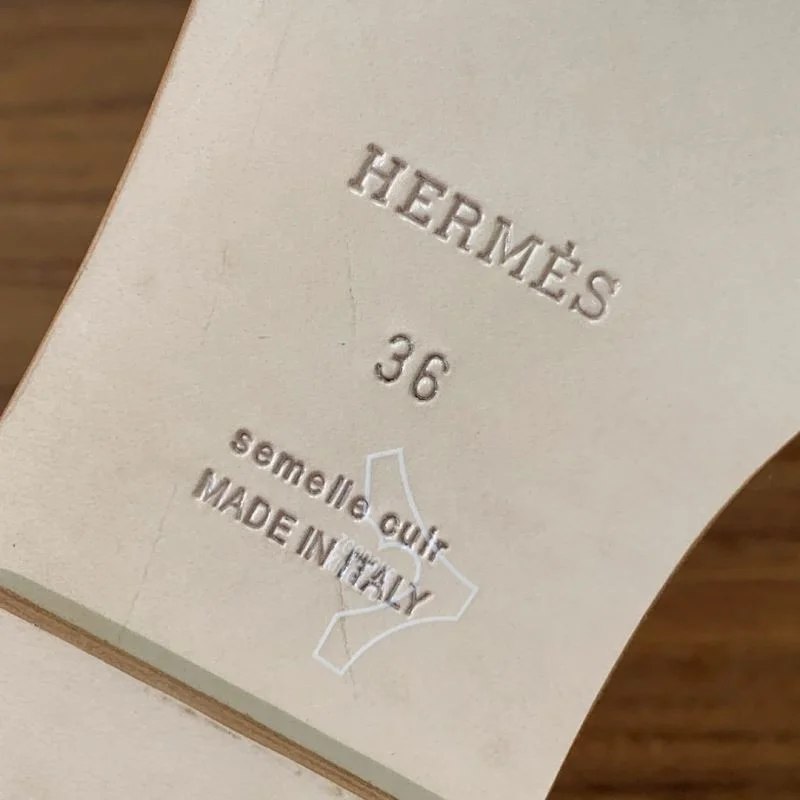 HERMÈS
36
semelle cuir
MADE IN ITALY